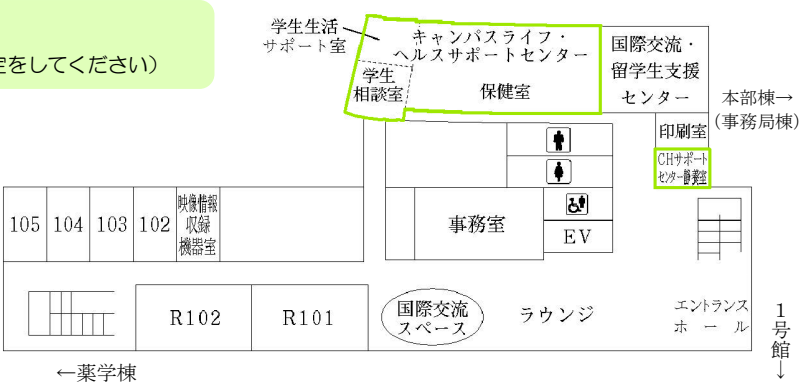 定をしてください）
学生生活
サポート室
キャンパスライフ・
ヘルスサポートセンター
学生
相談室
保健室
国際交流・
留学生支援
センター
本部棟→
(事務局棟)
印刷室
CHサポート
センター静養室
105
104
103
102
映像情報
収録
機器室
事務室
EV
R102
R101
国際交流
スペース
ラウンジ
エントランス
ホール
1号館→
←薬学棟